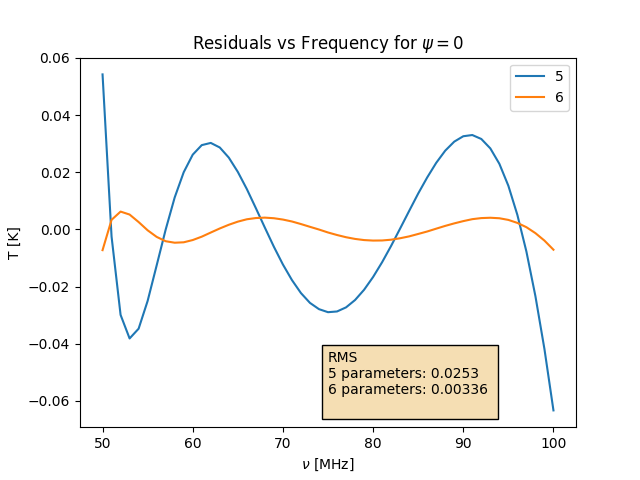 Residuals vs Frequency for ψ = 0
0.06
0.04
0.02
0.00
−0.02
−0.04
−0.06
T [K]
5
6
RMS
5 parameters: 0.0253
6 parameters: 0.00336
50
60
70
80
90
100
ν [MHz]